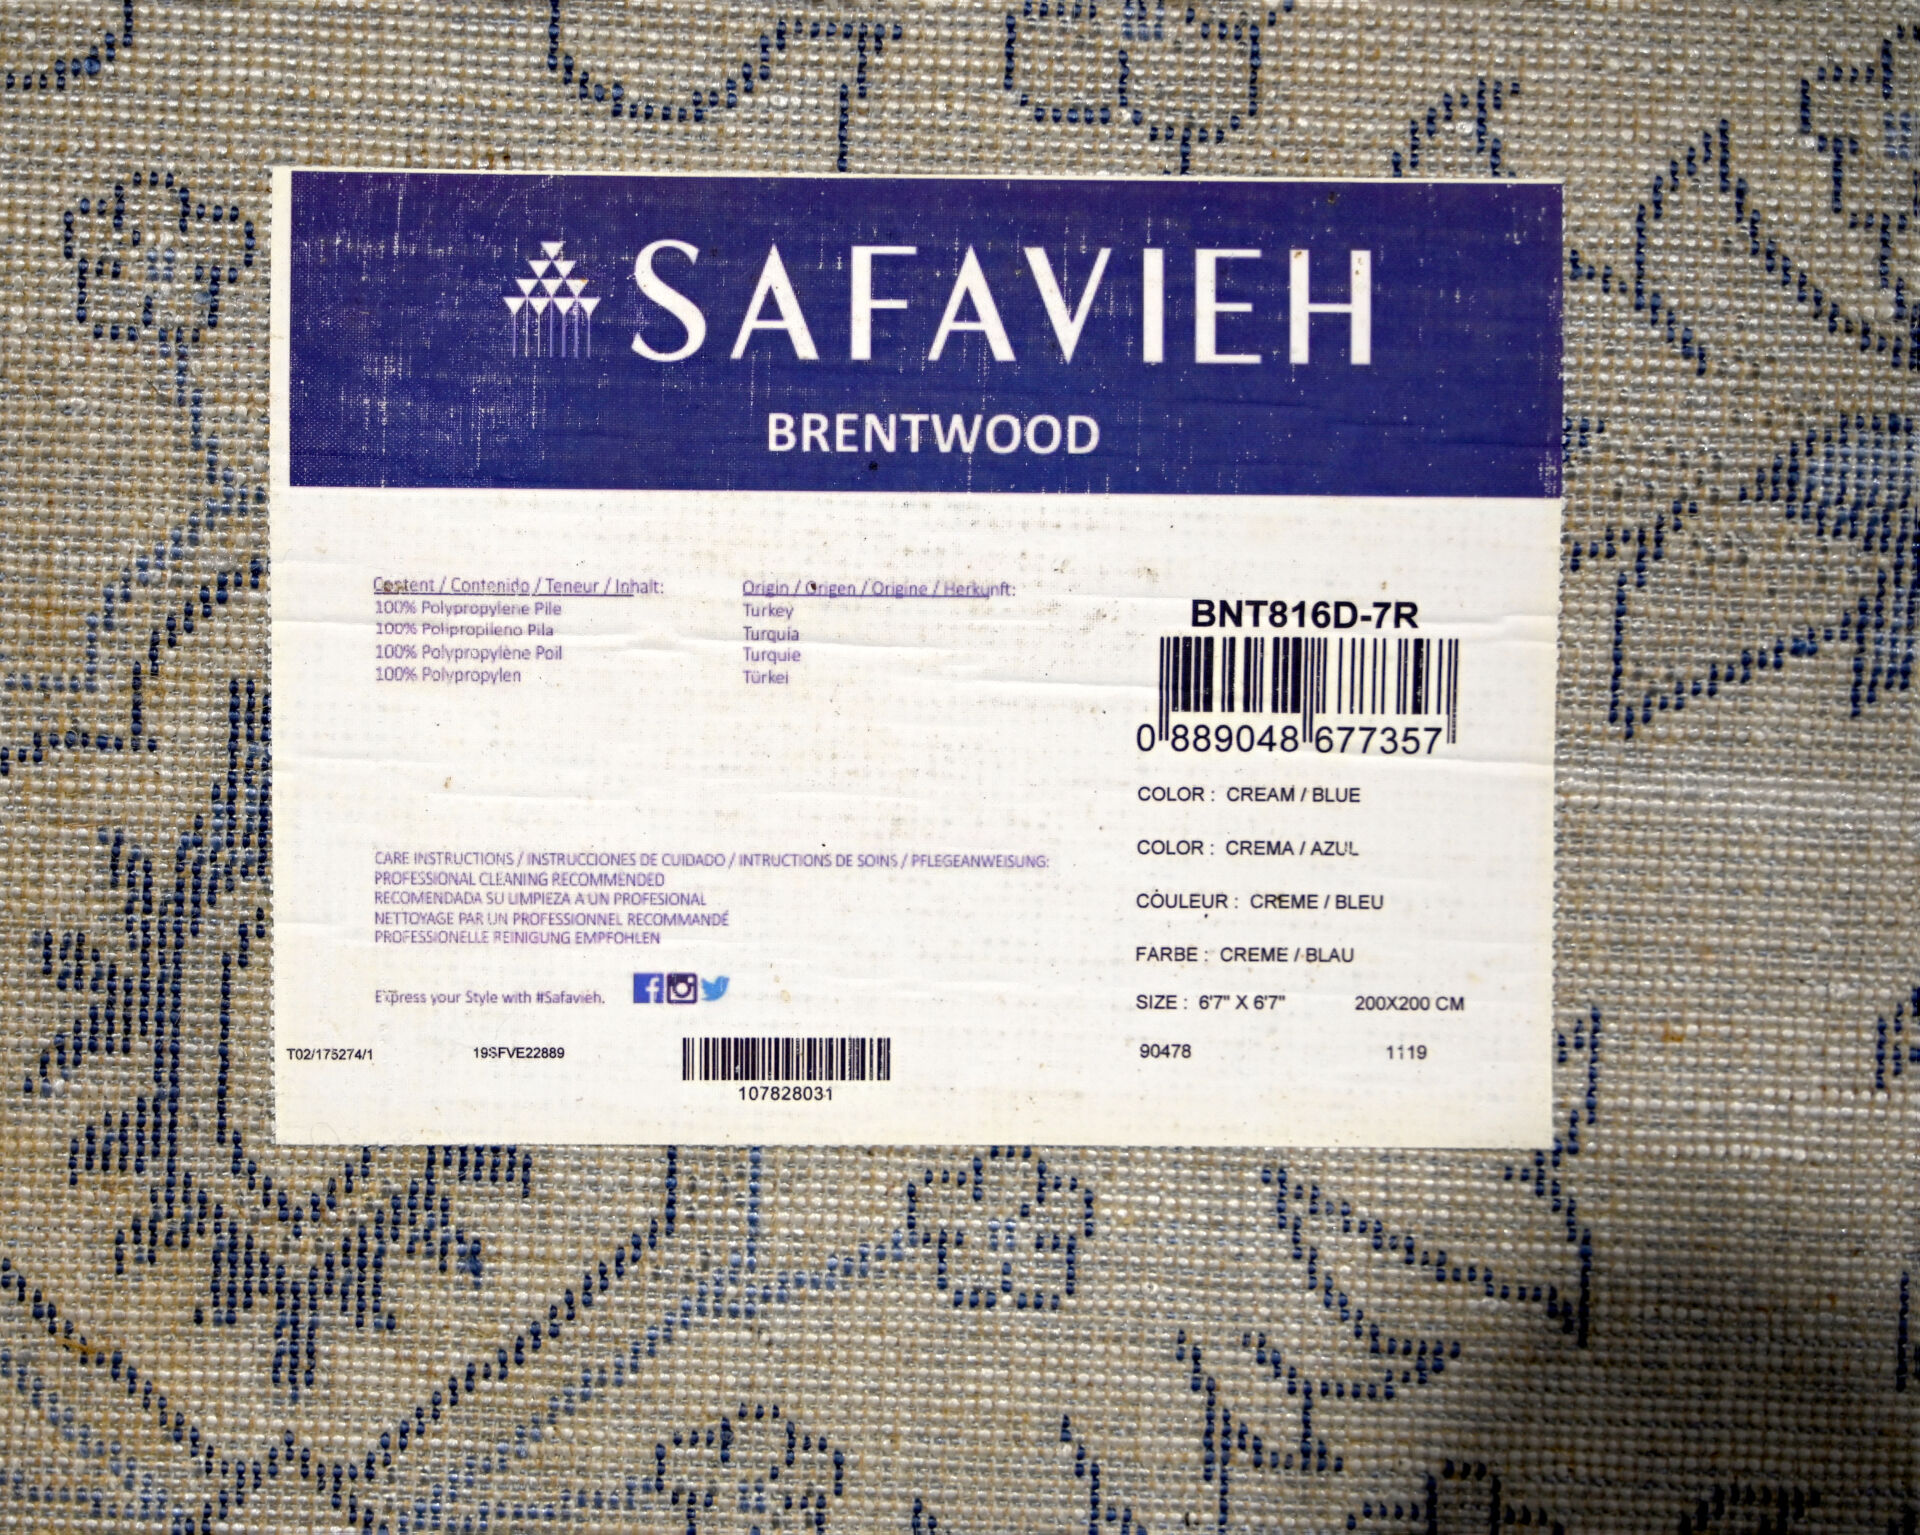 SAFAVIEH
BRENTWOOD
Content / Contenido / Teneur / Inhalt:
100% Polypropylene Pile
100% Polipropileno Pila
100% Polypropylène Poil
100% Polypropylen
Origin / Origen / Origine / Herkunft:
Turkey
Turquia
Turquie
Türkei
BNT816D-7R
0 889048 677357
COLOR : CREAM / BLUE
COLOR : CREMA / AZUL
COULEUR : CREME / BLEU
FARBE : CREME / BLAU
SIZE : 6'7" X 6'7" 200X200 CM
90478 1119
CARE INSTRUCTIONS / INSTRUCCIONES DE CUIDADO / INTRUCTIONS DE SOINS / PFLEGEANWEISUNG:
PROFESSIONAL CLEANING RECOMMENDED
RECOMENDADA SU LIMPIEZA A UN PROFESIONAL
NETTOYAGE PAR UN PROFESSIONNEL RECOMMANDÉ
PROFESSIONELLE REINIGUNG EMPFOHLEN
Express your Style with #Safavieh.
T02/175274/1 19SFVE22889
107828031